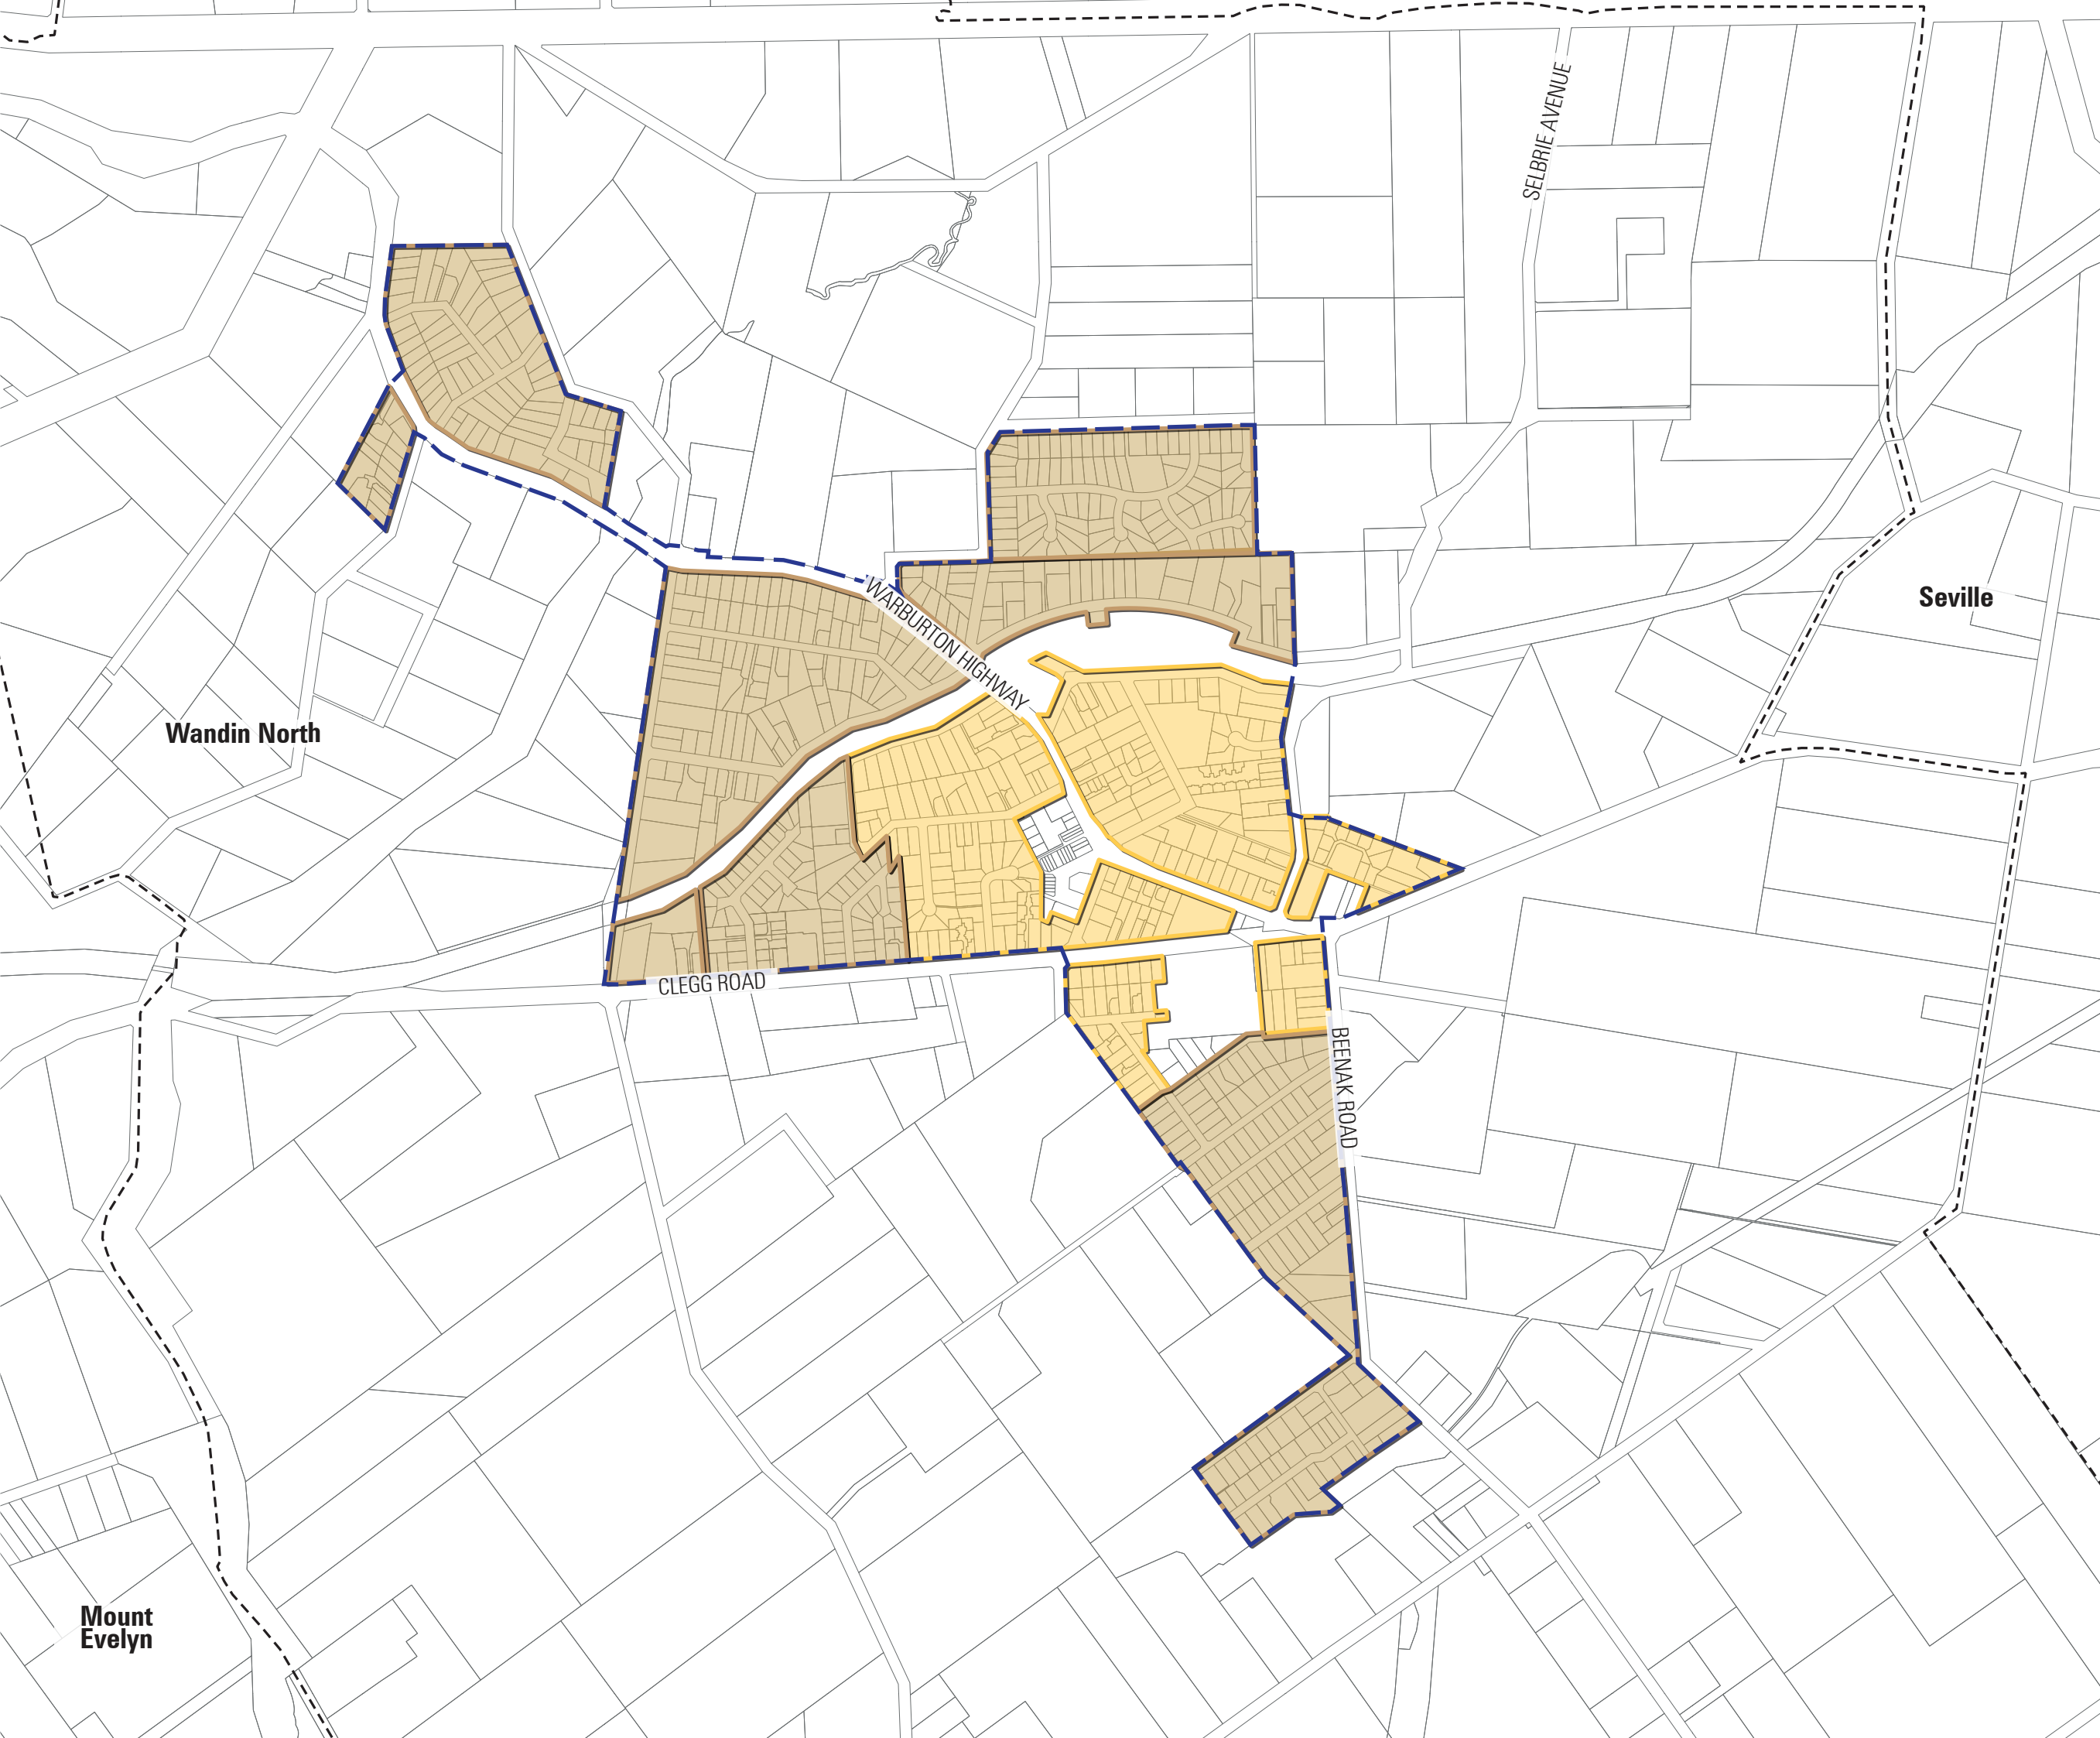 SELBRIE AVENUE
Seville
WARBURTON HIGHWAY
Wandin North
CLEGG ROAD
BEENAK ROAD
Mount
Evelyn